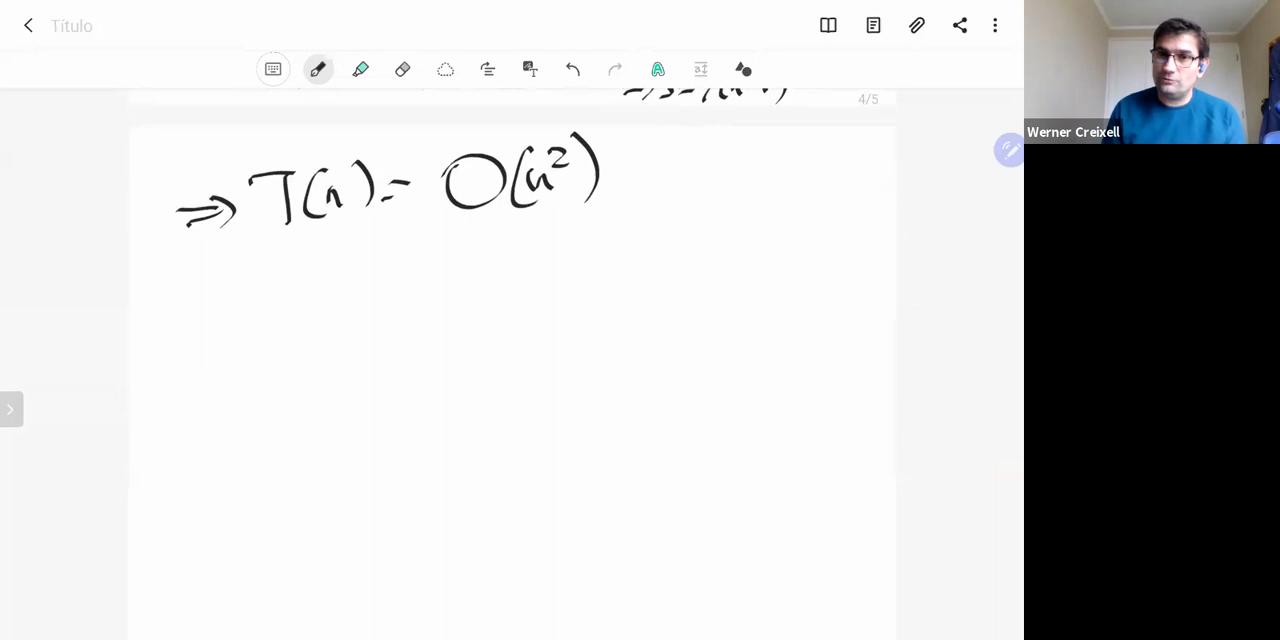 Título
4/5
⇒ T(n) = O(n²)
Werner Creixell